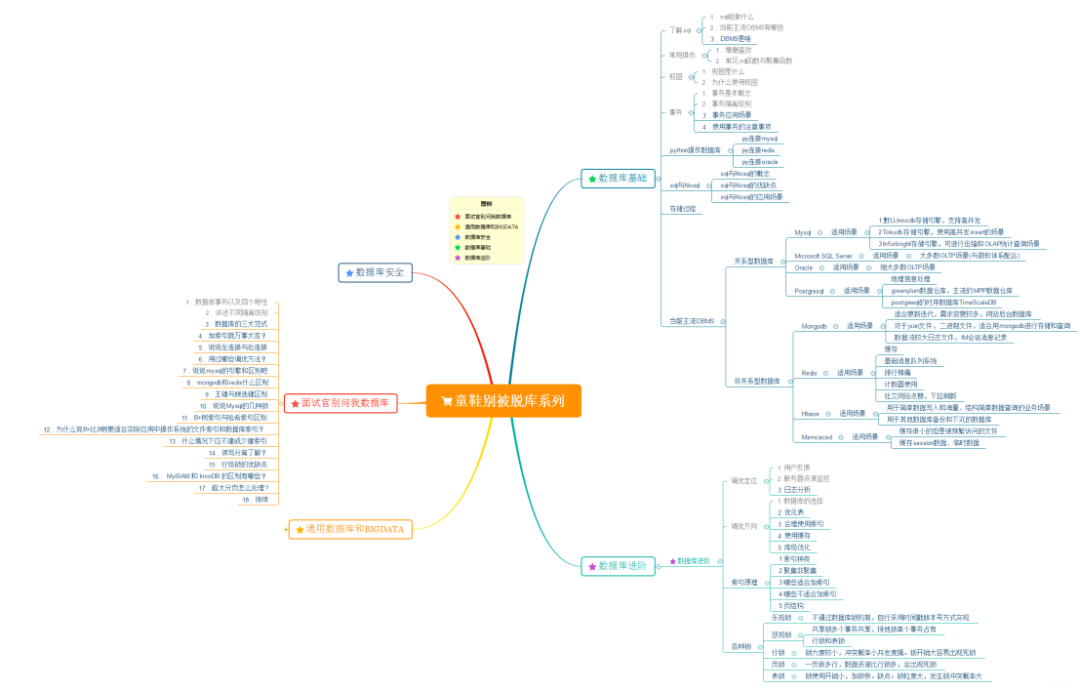 童鞋别被脱库系列
图例
面试官别问我数据库
通用数据库和BIGDATA
数据库安全
数据库基础
数据库进阶
数据库安全
面试官别问我数据库
1 数据库事务以及四个特性
2 详述不同隔离级别
3 数据库的三大范式
4 加索引就万事大吉？
5 说说左连接与右连接
6 用过哪些调优方法？
7 说说mysql的引擎和区别吧
8 mongodb和redis什么区别
9 主键与候选键区别
10 说说Mysql的几种锁
11 B+树索引与哈希索引区别
12 为什么说B+比B树更适合实际应用中操作系统的文件索引和数据库索引？
13 什么情况下应不建或少建索引
14 读写分离了解？
15 行级锁的优缺点
16 MyISAM 和 InnoDB 的区别有哪些？
17 超大分页怎么处理？
18 待续
通用数据库和BIGDATA
数据库基础
了解sql
1 sql能做什么
2 当前主流DBMS有哪些
3 DBMS是啥
常规操作
1 增删查改
2 常见sql函数与聚集函数
视图
1 视图是什么
2 为什么使用视图
事务
1 事务基本概念
2 事务隔离级别
3 事务应用场景
4 使用事务的注意事项
python操作数据库
py连接mysql
py连接redis
py连接oracle
sql与Nosql
sql与Nosql的概念
sql与Nosql的优缺点
sql与Nosql的应用场景
存储过程
当前主流DBMS
关系型数据库
Mysql 适用场景
1 默认Innodb存储引擎，支持高并发
2 Tokudb存储引擎，使用高并发insert的场景
3 Inforbright存储引擎，可进行压缩和OLAP统计查询场景
Microsoft SQL Server 适用场景 大多数OLTP场景(与微软体系配合)
Oracle 适用场景 绝大多数OLTP场景
Postgresql 适用场景
地理信息处理
greenplum数据仓库，主流的MPP数据仓库
postgresql的时序数据库TimeScaleDB
非关系型数据库
Mongodb 适用场景
适合更新迭代，需求变更较多，网站后台数据库
对于json文件，二进制文件，适合用mongodb进行存储和查询
数据流较大日志文件，IM会话消息记录
Redis 适用场景
缓存
基础消息队列系统
排行榜篇
计数器使用
社交网站点赞，下拉刷新
Hbase 适用场景
用于简单数据写入和海量、结构简单数据查询的业务场景
用于其他数据库备份和下沉的数据库
Memcaced 适用场景
缓存很小的但是被频繁访问的文件
缓存session数据，临时数据
数据库进阶
数据库进阶
调优定位
1 用户反馈
2 服务器资源监控
3 日志分析
调优方向
1 数据库的选择
2 优化表
3 合理使用索引
4 使用缓存
5 库级优化
索引原理
1 索引种类
2 聚集非聚集
3 哪些适合加索引
4 哪些不适合加索引
5 页结构
各种锁
乐观锁 不通过数据库锁机制，自行采用时间戳版本号方式实现
悲观锁
共享锁多个事务共享，排他锁单个事务占有
行锁和表锁
行锁 锁力度较小，冲突概率小并发度搞。锁开销大容易出现死锁
页锁 一页很多行，数据资源比行锁多，会出现死锁
表锁 锁使用开销小，加锁快。缺点：锁粒度大，发生锁冲突概率大